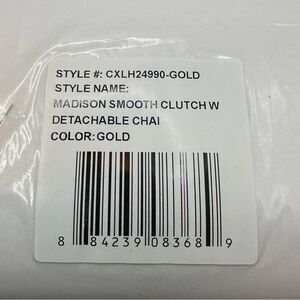 STYLE #: CXLH24990-GOLD
STYLE NAME:
MADISON SMOOTH CLUTCH W
DETACHABLE CHAI
COLOR: GOLD
8 84239 08368 9